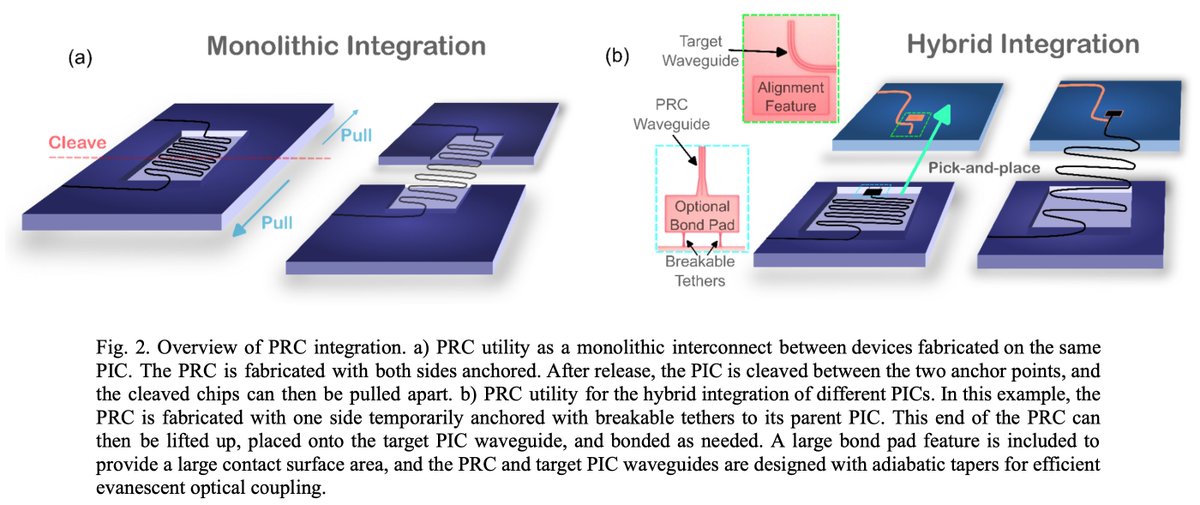 (a)
Monolithic Integration
Cleave
Pull
Pull
(b)
Hybrid Integration
Target
Waveguide
Alignment
Feature
PRC
Waveguide
Optional
Bond Pad
Breakable
Tethers
Pick-and-place
Fig. 2. Overview of PRC integration. a) PRC utility as a monolithic interconnect between devices fabricated on the same
PIC. The PRC is fabricated with both sides anchored. After release, the PIC is cleaved between the two anchor points, and
the cleaved chips can then be pulled apart. b) PRC utility for the hybrid integration of different PICs. In this example, the
PRC is fabricated with one side temporarily anchored with breakable tethers to its parent PIC. This end of the PRC can
then be lifted up, placed onto the target PIC waveguide, and bonded as needed. A large bond pad feature is included to
provide a large contact surface area, and the PRC and target PIC waveguides are designed with adiabatic tapers for efficient
evanescent optical coupling.